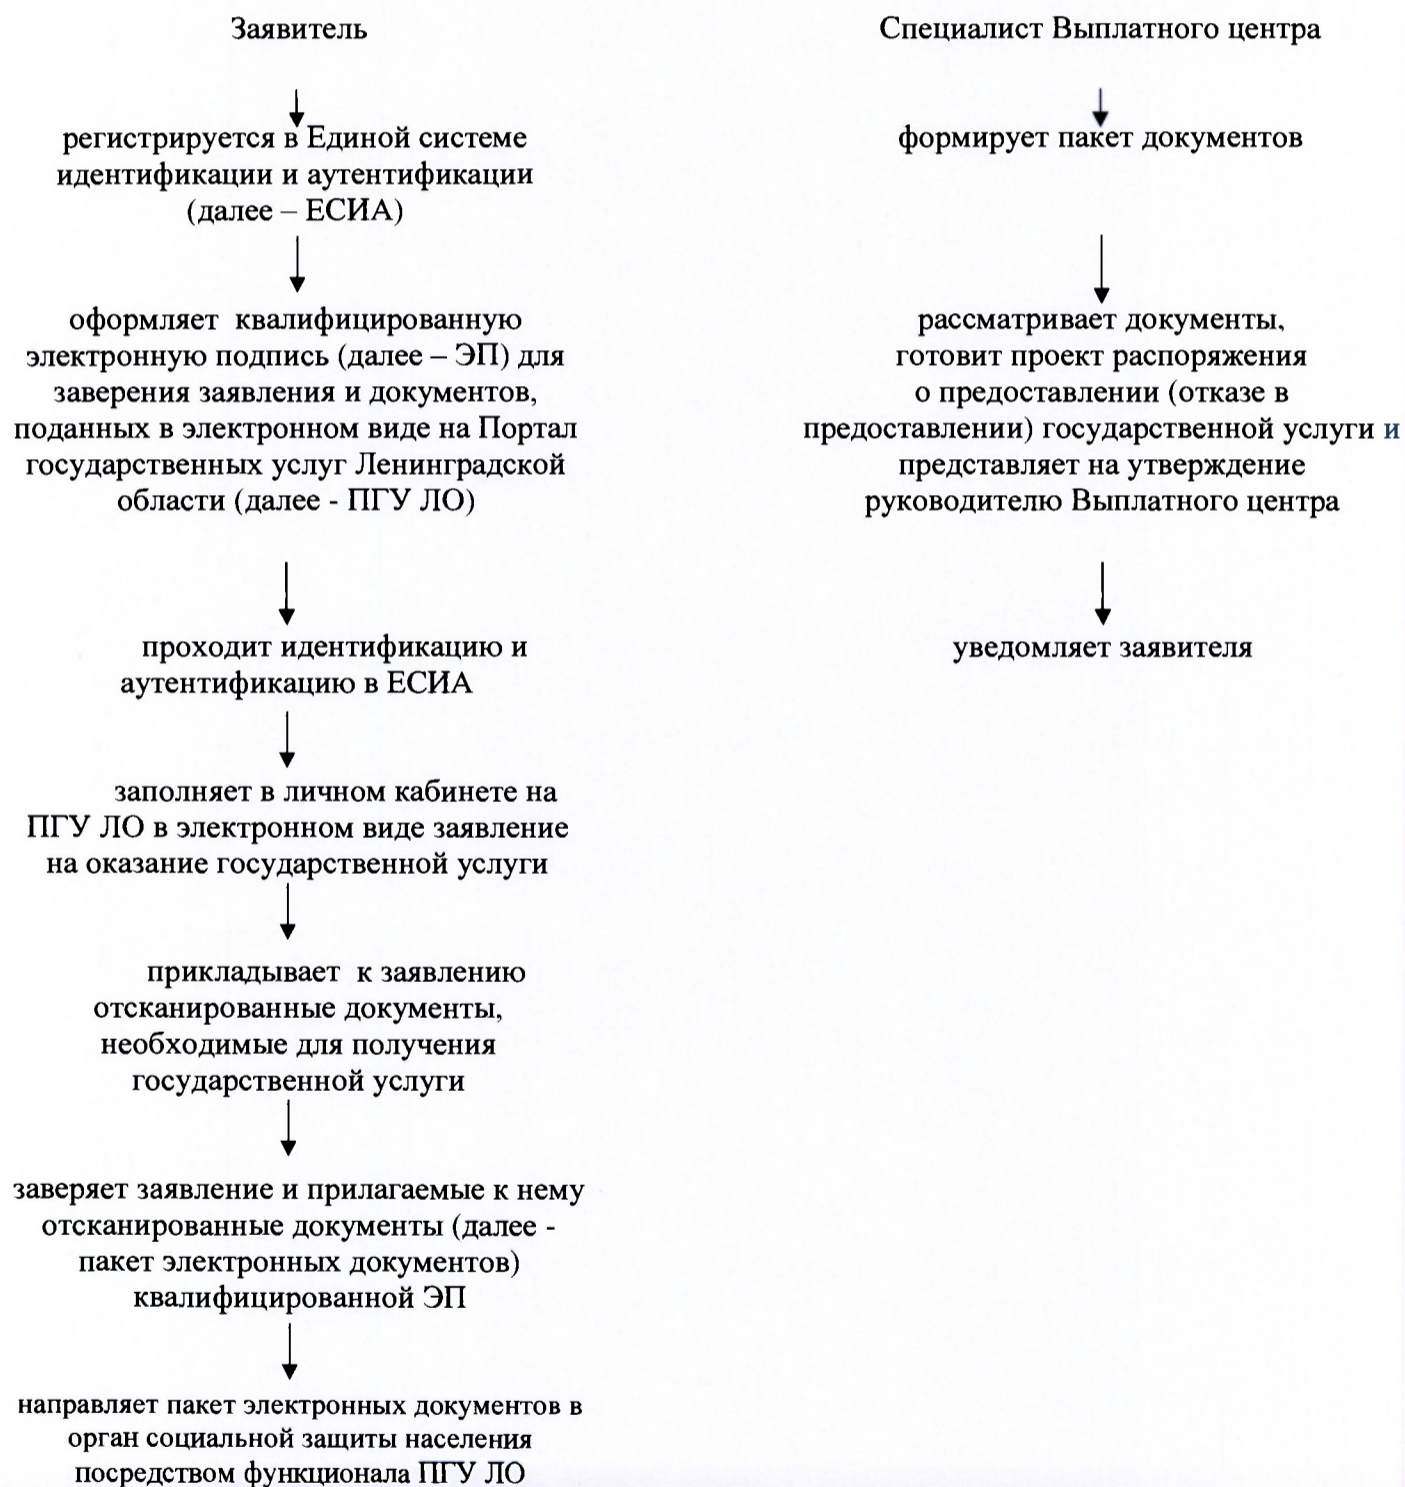 Заявитель
регистрируется в Единой системе
идентификации и аутентификации
(далее – ЕСИА)
оформляет квалифицированную
электронную подпись (далее – ЭП) для
заверения заявления и документов,
поданных в электронном виде на Портал
государственных услуг Ленинградской
области (далее - ПГУ ЛО)
проходит идентификацию и
аутентификацию в ЕСИА
заполняет в личном кабинете на
ПГУ ЛО в электронном виде заявление
на оказание государственной услуги
прикладывает к заявлению
отсканированные документы,
необходимые для получения
государственной услуги
заверяет заявление и прилагаемые к нему
отсканированные документы (далее -
пакет электронных документов)
квалифицированной ЭП
направляет пакет электронных документов в
орган социальной защиты населения
посредством функционала ПГУ ЛО
Специалист Выплатного центра
формирует пакет документов
рассматривает документы,
готовит проект распоряжения
о предоставлении (отказе в
предоставлении) государственной услуги и
представляет на утверждение
руководителю Выплатного центра
уведомляет заявителя